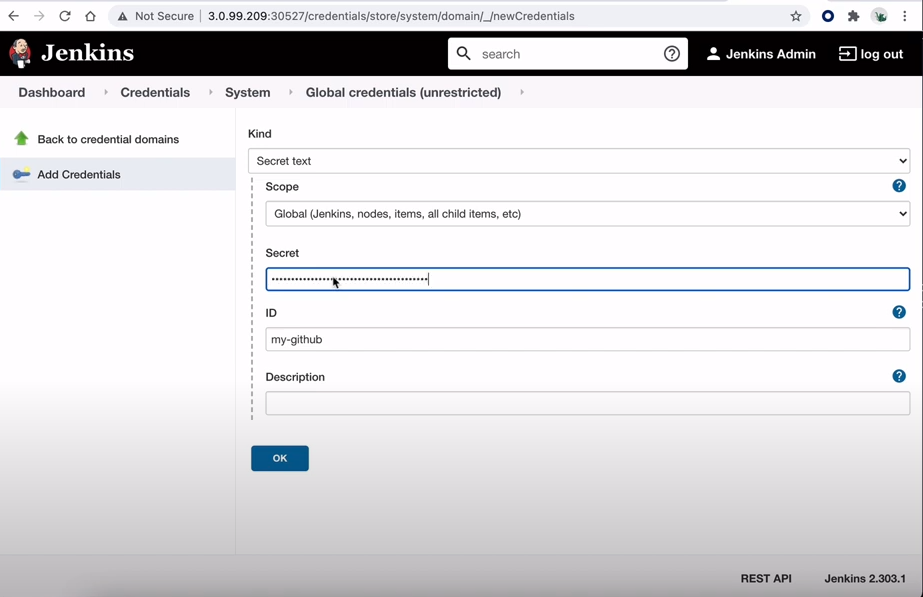 Not Secure | 3.0.99.209:30527/credentials/store/system/domain/_/newCredentials
Jenkins
search
Jenkins Admin
log out
Dashboard
Credentials
System
Global credentials (unrestricted)
Back to credential domains
Add Credentials
Kind
Secret text
Scope
Global (Jenkins, nodes, items, all child items, etc)
Secret
ID
my-github
Description
OK
REST API
Jenkins 2.303.1